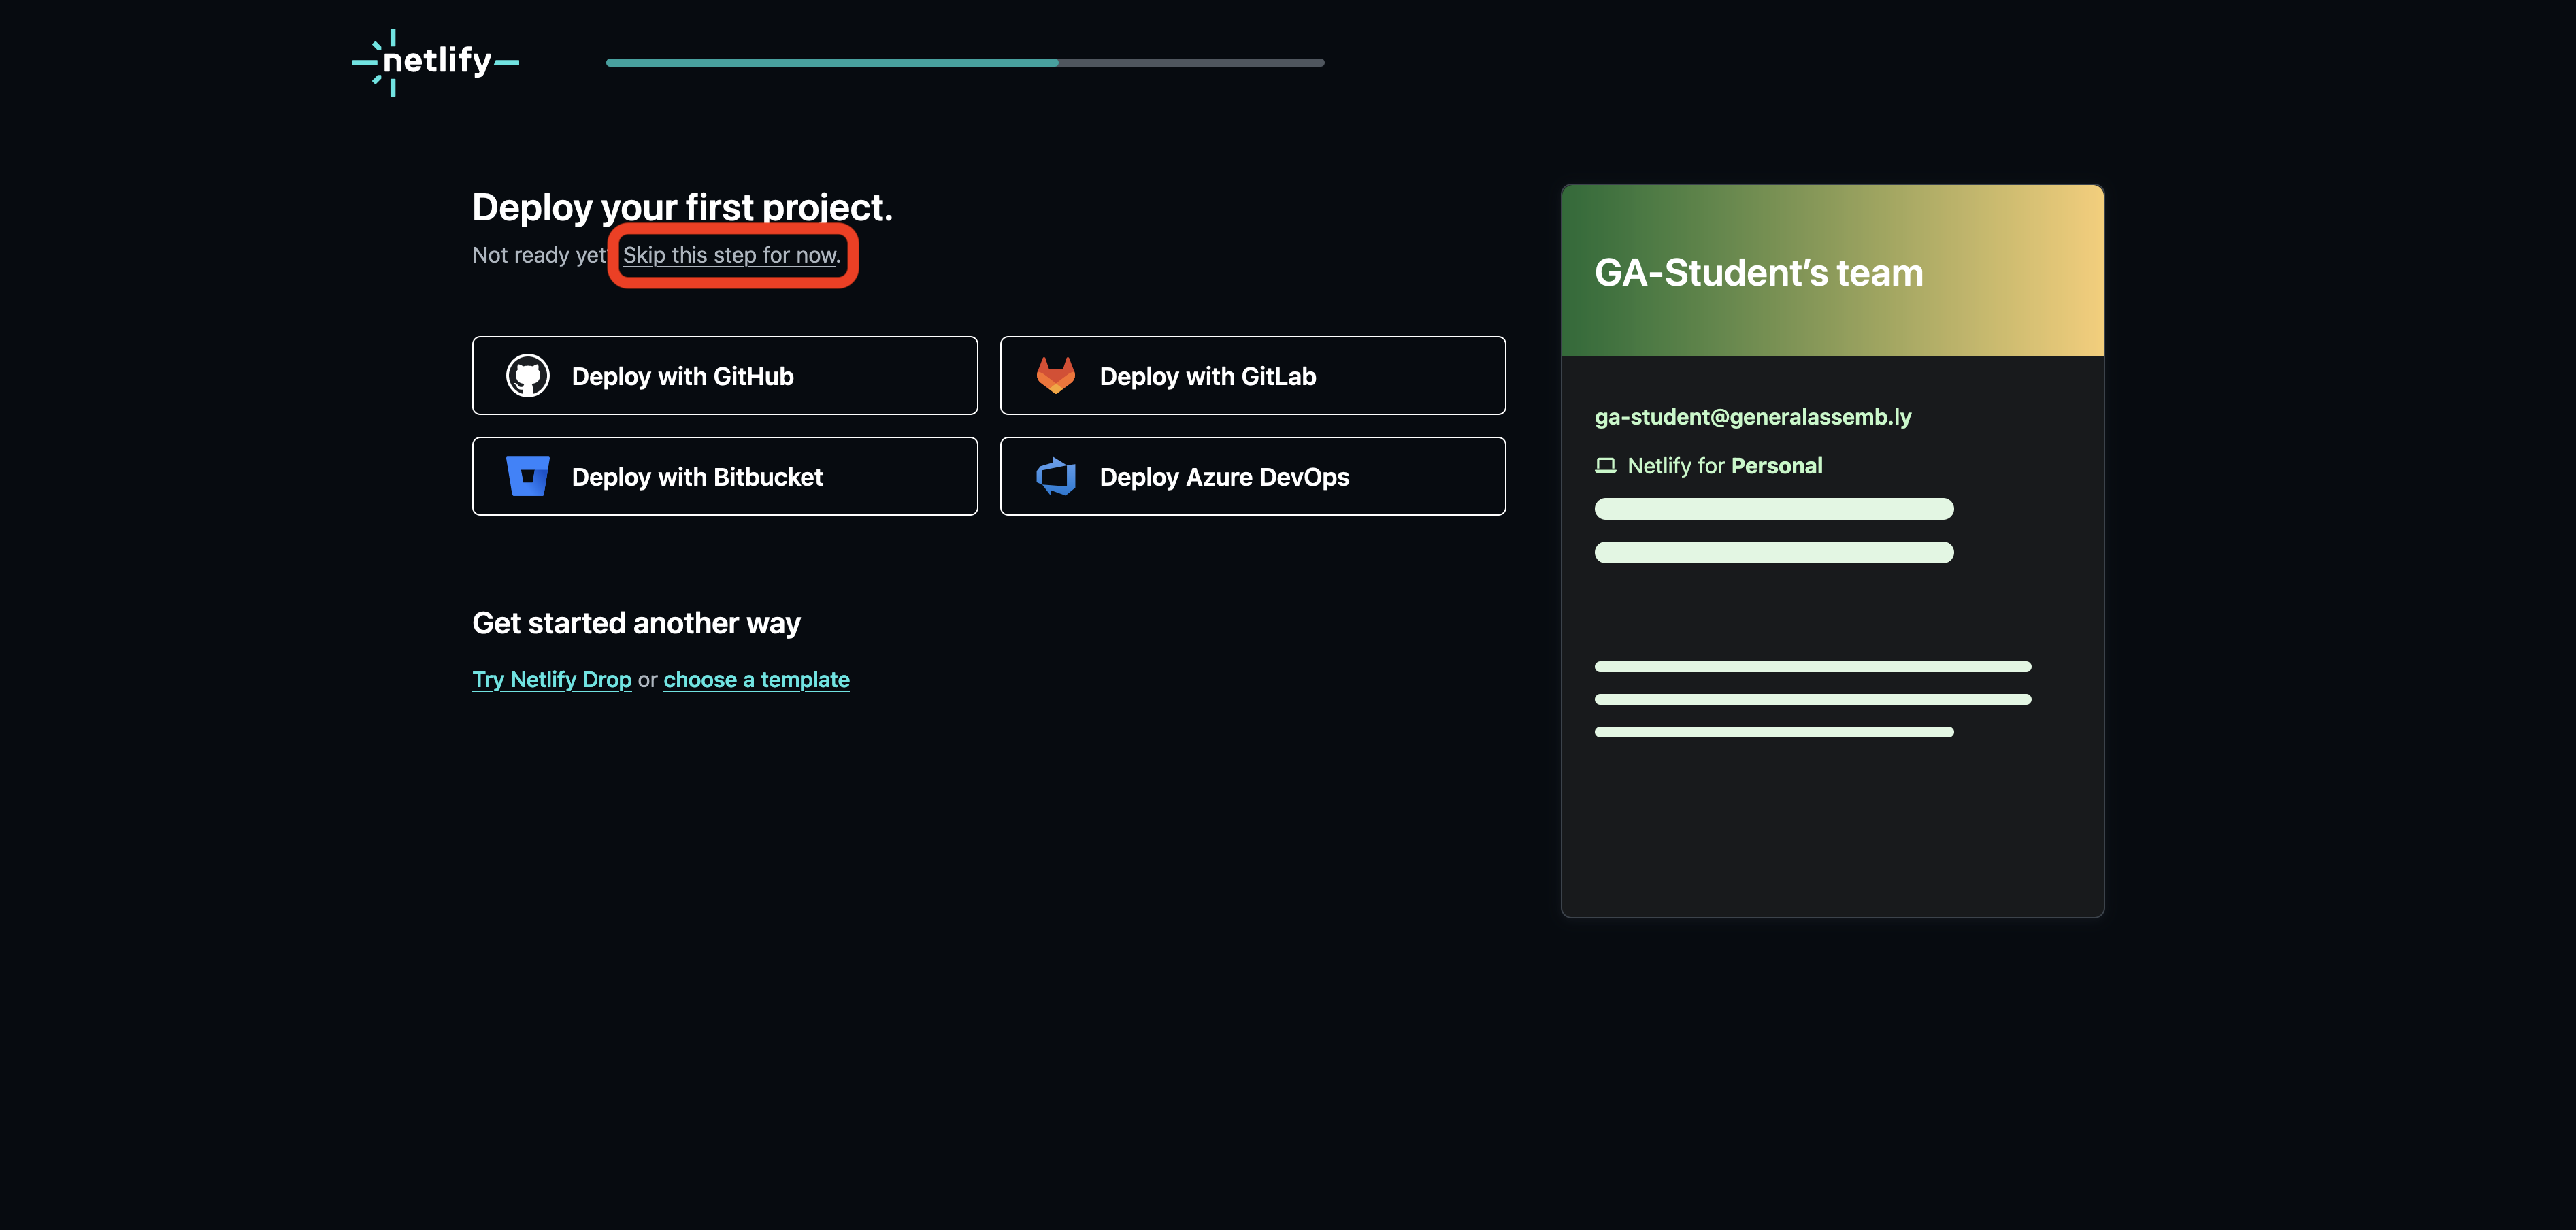 netlify
Deploy your first project.
Not ready yet Skip this step for now.
Deploy with GitHub
Deploy with GitLab
Deploy with Bitbucket
Deploy Azure DevOps
Get started another way
Try Netlify Drop or choose a template
GA-Student’s team
ga-student@generalassemb.ly
Netlify for Personal